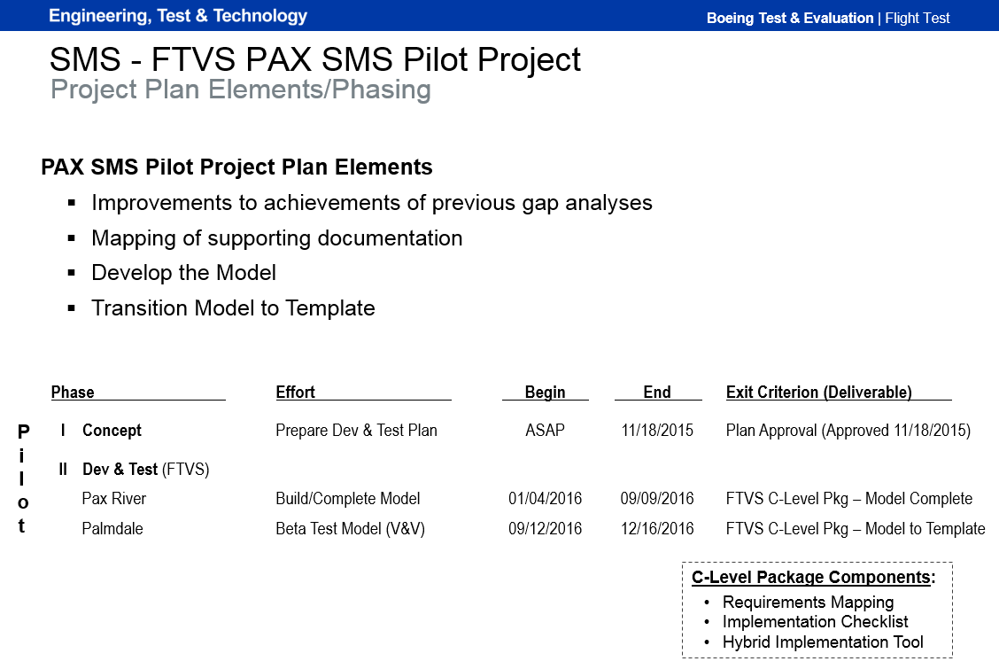 Engineering, Test & Technology
Boeing Test & Evaluation | Flight Test
SMS - FTVS PAX SMS Pilot Project
Project Plan Elements/Phasing
PAX SMS Pilot Project Plan Elements
▪ Improvements to achievements of previous gap analyses
▪ Mapping of supporting documentation
▪ Develop the Model
▪ Transition Model to Template
Phase Effort Begin End Exit Criterion (Deliverable)
Pilot
I Concept Prepare Dev & Test Plan ASAP 11/18/2015 Plan Approval (Approved 11/18/2015)
II Dev & Test (FTVS)
Pax River Build/Complete Model 01/04/2016 09/09/2016 FTVS C-Level Pkg – Model Complete
Palmdale Beta Test Model (V&V) 09/12/2016 12/16/2016 FTVS C-Level Pkg – Model to Template
C-Level Package Components:
• Requirements Mapping
• Implementation Checklist
• Hybrid Implementation Tool